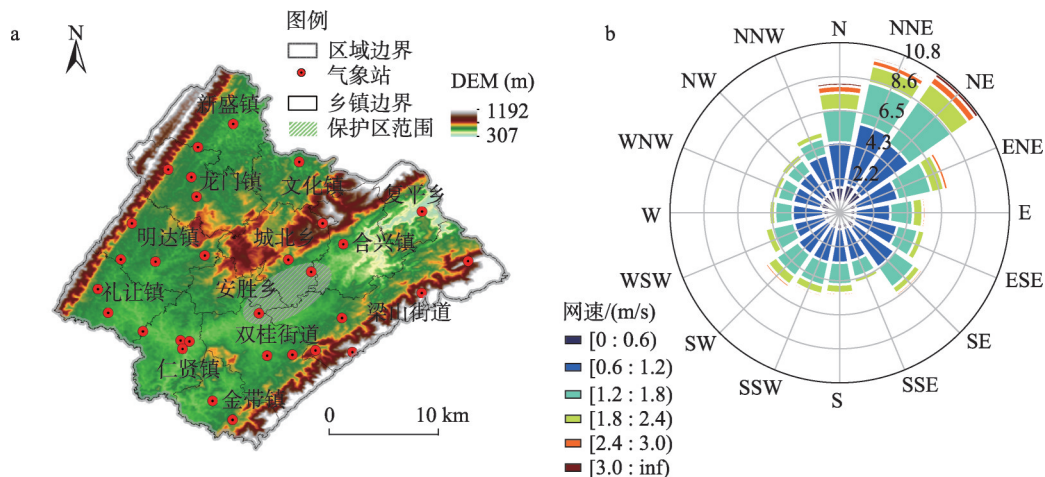 a
N
图例
区域边界
气象站
乡镇边界
保护区范围
DEM (m)
1192
307
新盛镇
龙门镇
文化镇
复平乡
明达镇
城北乡
合兴镇
礼让镇
安胜乡
梁山街道
双桂街道
仁贤镇
金带镇
0 10 km
b
N
NNE
NE
ENE
E
ESE
SE
SSE
S
SSW
SW
WSW
W
WNW
NW
NNW
10.8
8.6
6.5
4.3
2.2
网速/(m/s)
[0 : 0.6)
[0.6 : 1.2)
[1.2 : 1.8)
[1.8 : 2.4)
[2.4 : 3.0)
[3.0 : inf)